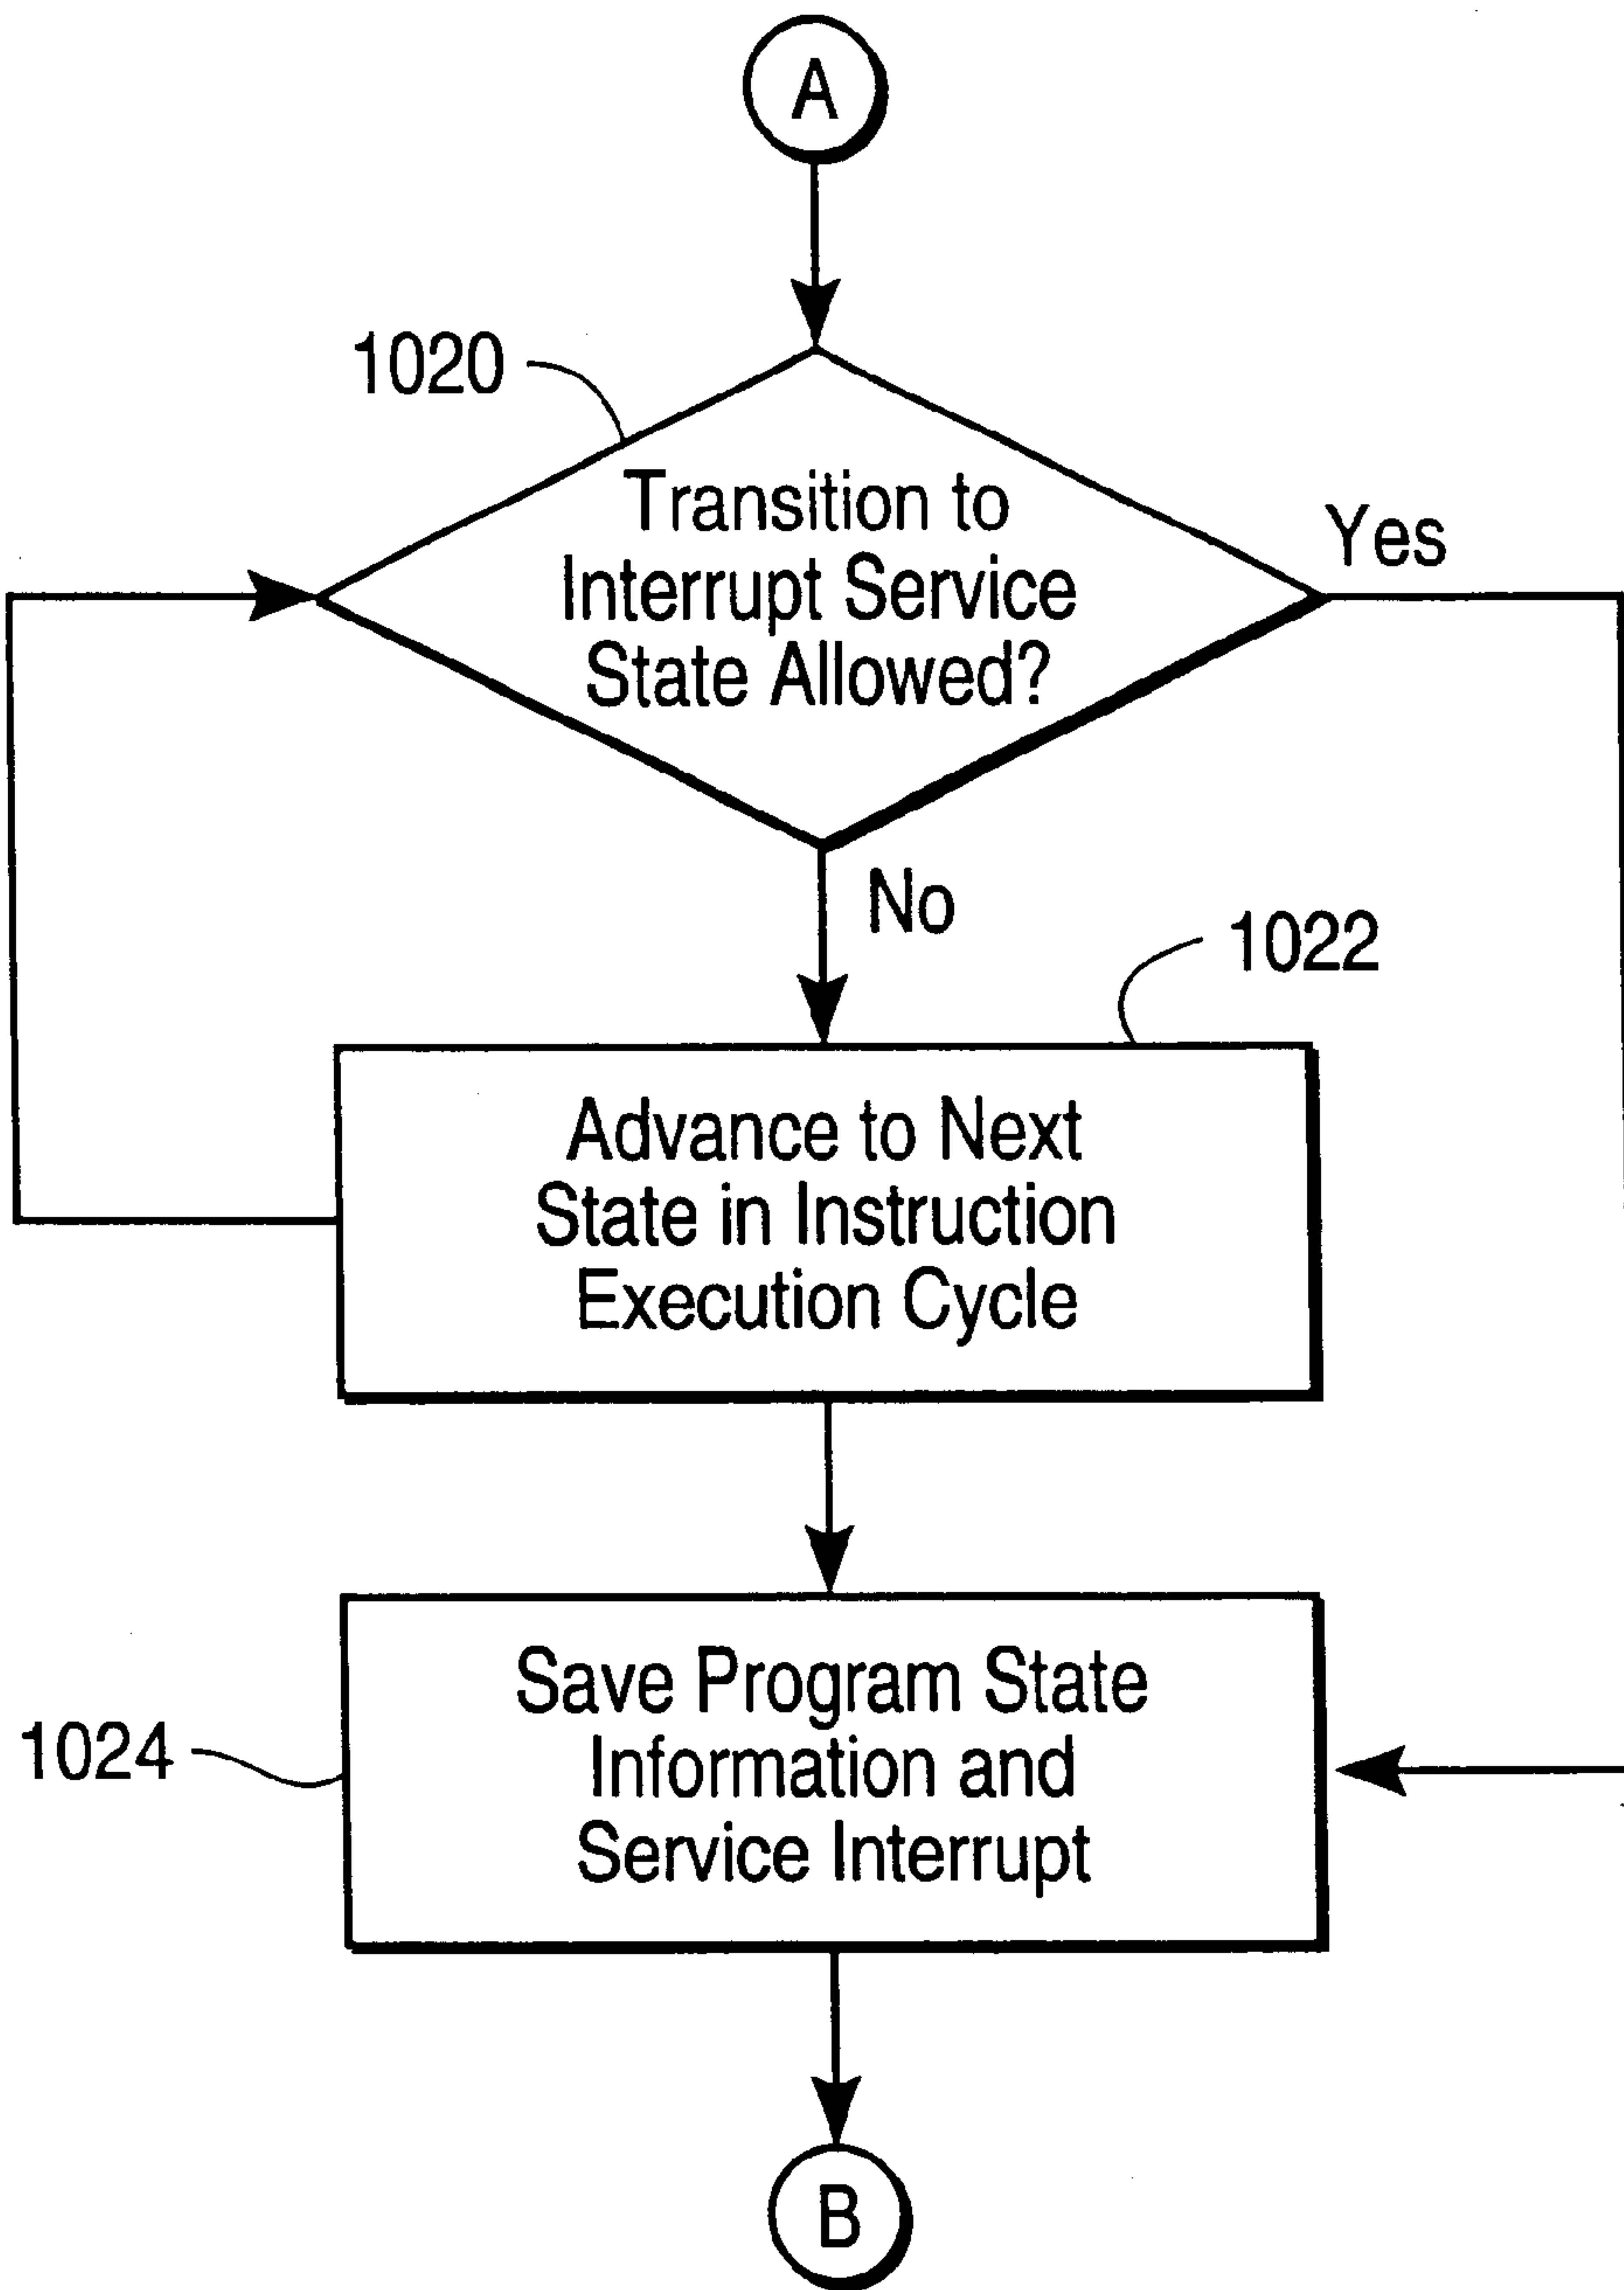 A
1020
Transition to
Interrupt Service
State Allowed?
Yes
No
1022
Advance to Next
State in Instruction
Execution Cycle
Save Program State
Information and
Service Interrupt
1024
B